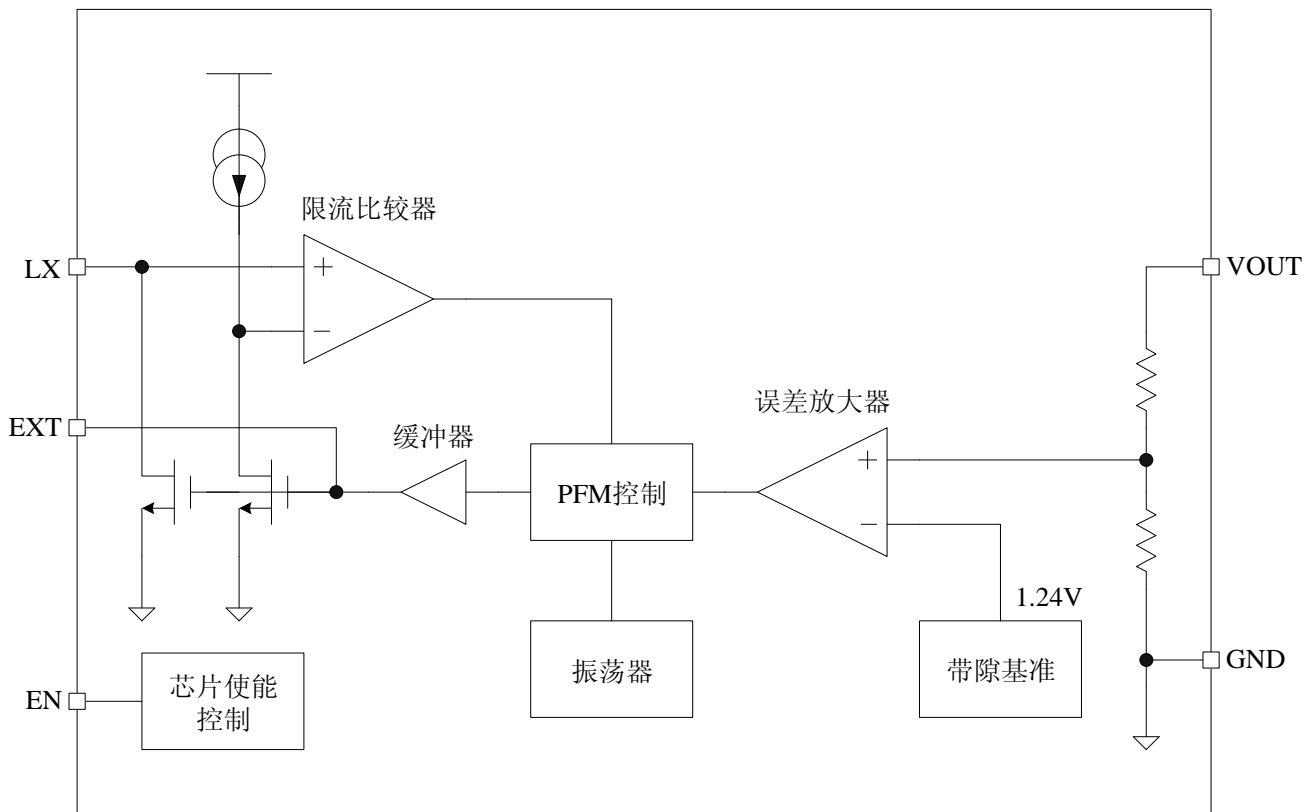 限流比较器
LX
VOUT
误差放大器
EXT
缓冲器
PFM控制
1.24V
振荡器
带隙基准
GND
芯片使能
控制
EN